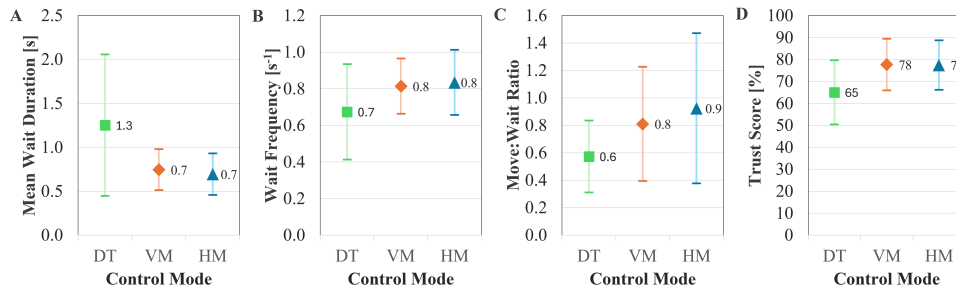 A
Mean Wait Duration [s]
2.5
2.0
1.5
1.0
0.5
0.0
1.3
0.7
0.7
DT VM HM
Control Mode
B
Wait Frequency [s-1]
1.2
1.0
0.8
0.6
0.4
0.2
0.0
0.7
0.8
0.8
DT VM HM
Control Mode
C
Move:Wait Ratio
1.6
1.4
1.2
1.0
0.8
0.6
0.4
0.2
0.0
0.6
0.8
0.9
DT VM HM
Control Mode
D
Trust Score [%]
100
90
80
70
60
50
40
30
20
10
0
65
78
DT VM HM
Control Mode